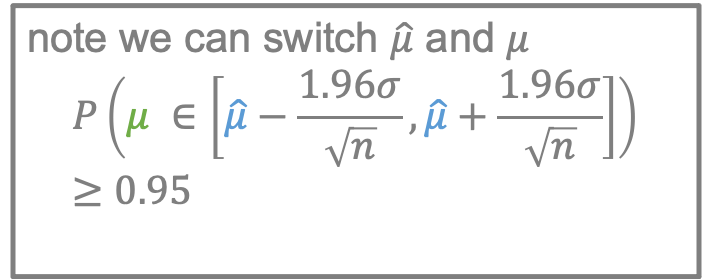 note we can switch μ̂ and μ
P(μ ∈ [μ̂ − 1.96σ/√n, μ̂ + 1.96σ/√n])
≥ 0.95